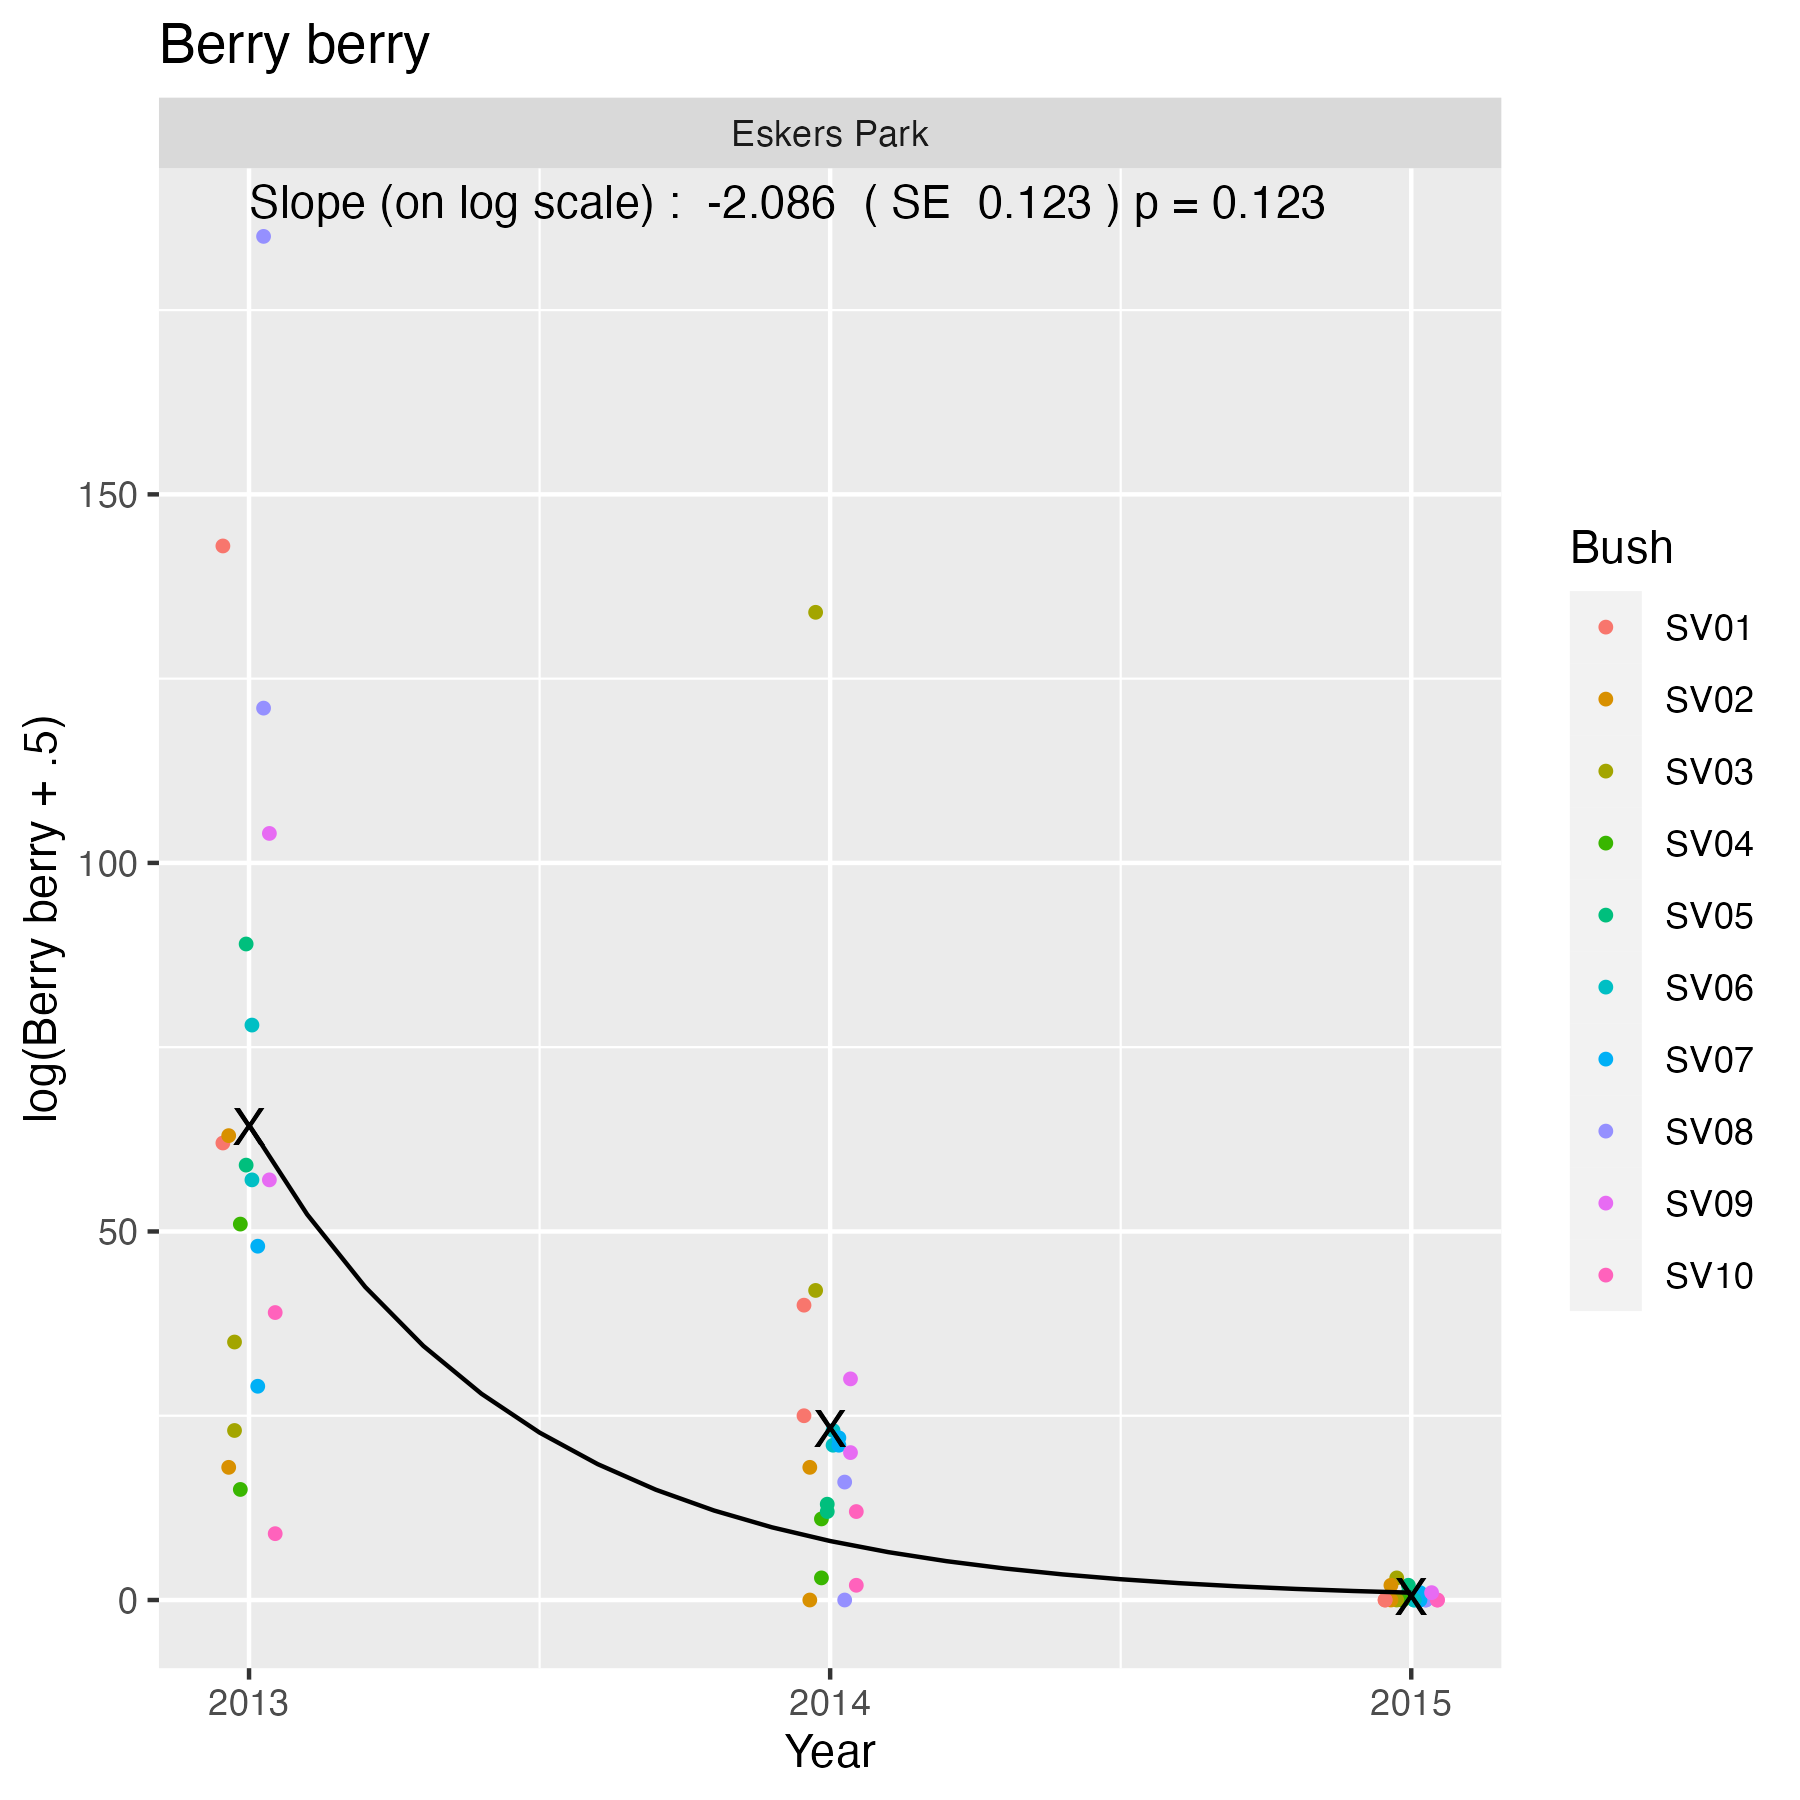 Berry berry
Eskers Park
Slope (on log scale) :  -2.086  ( SE  0.123 ) p = 0.123
log(Berry berry + .5)
150
100
50
0
X
X
X
2013
2014
2015
Year
Bush
SV01
SV02
SV03
SV04
SV05
SV06
SV07
SV08
SV09
SV10